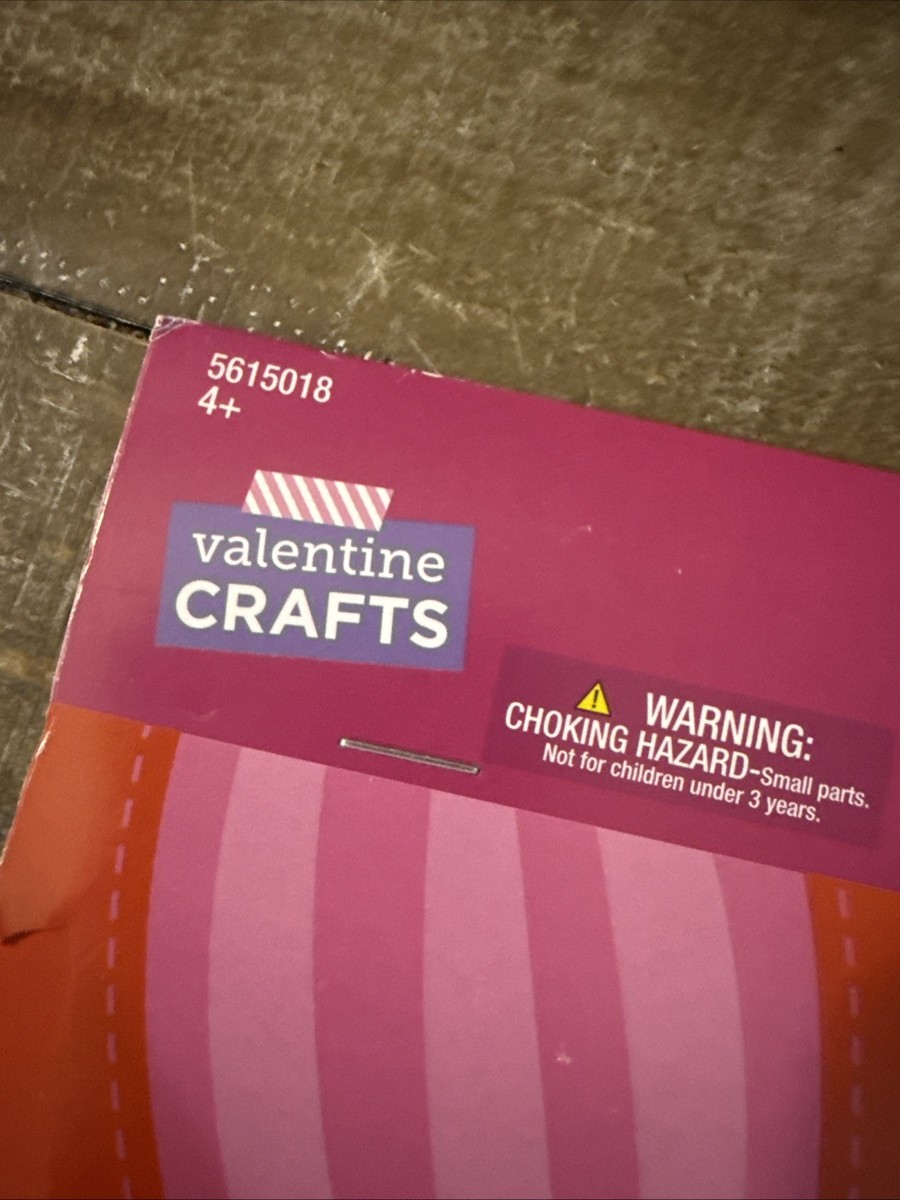 5615018
4+
valentine
CRAFTS
WARNING:
CHOKING HAZARD-Small parts.
Not for children under 3 years.